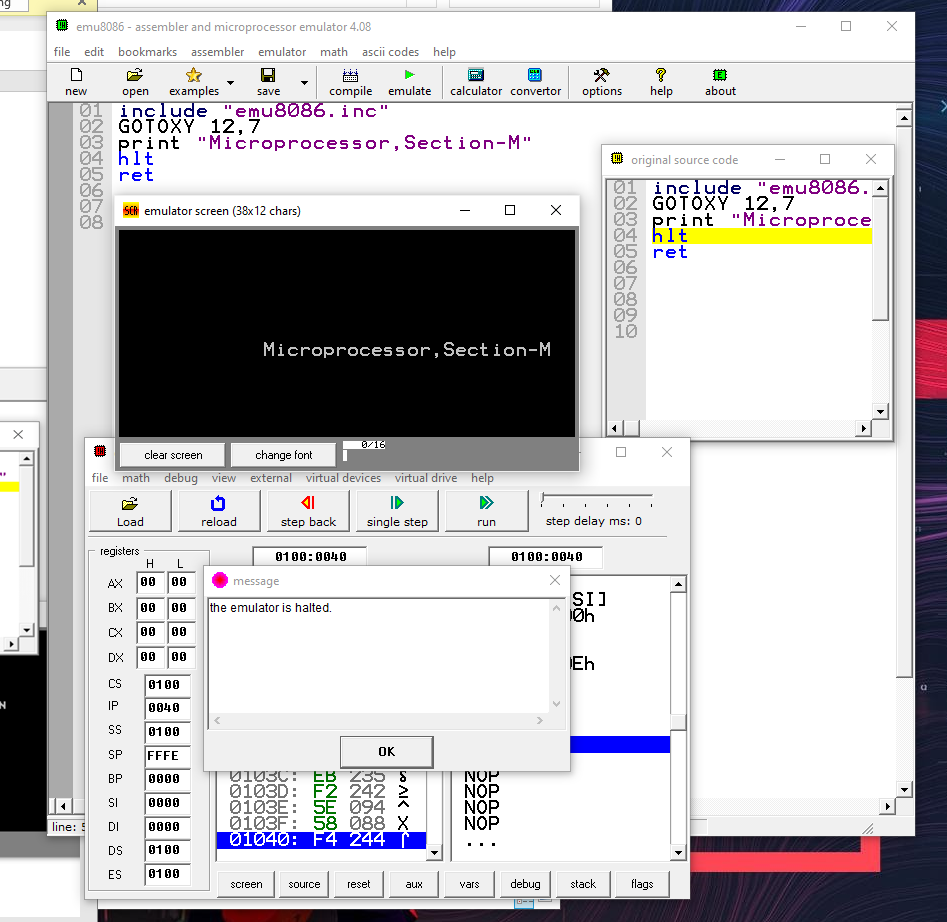 emu8086 - assembler and microprocessor emulator 4.08
file edit bookmarks assembler emulator math ascii codes help
new open examples save compile emulate calculator convertor options help about
01 include "emu8086.inc"
02 GOTOXY 12,7
03 print "Microprocessor,Section-M"
04 hlt
05 ret
06
07
08
original source code
01 include "emu8086.
02 GOTOXY 12,7
03 print "Microproce
04 hlt
05 ret
06
07
08
09
10
emulator screen (38x12 chars)
Microprocessor,Section-M
clear screen change font 0/16
file math debug view external virtual devices virtual drive help
Load reload step back single step run step delay ms: 0
registers
H L
0100:0040 0100:0040
AX 00 00
BX 00 00
CX 00 00
DX 00 00
CS 0100
IP 0040
SS 0100
SP FFFE
BP 0000
SI 0000
DI 0000
DS 0100
ES 0100
message
the emulator is halted.
OK
SI]
0h
Eh
0103C: EB 235 δ
0103D: F2 242 ≥
0103E: 5E 094 ^
0103F: 58 088 X
01040: F4 244 ⌠
NOP
NOP
NOP
NOP
...
screen source reset aux vars debug stack flags
line: